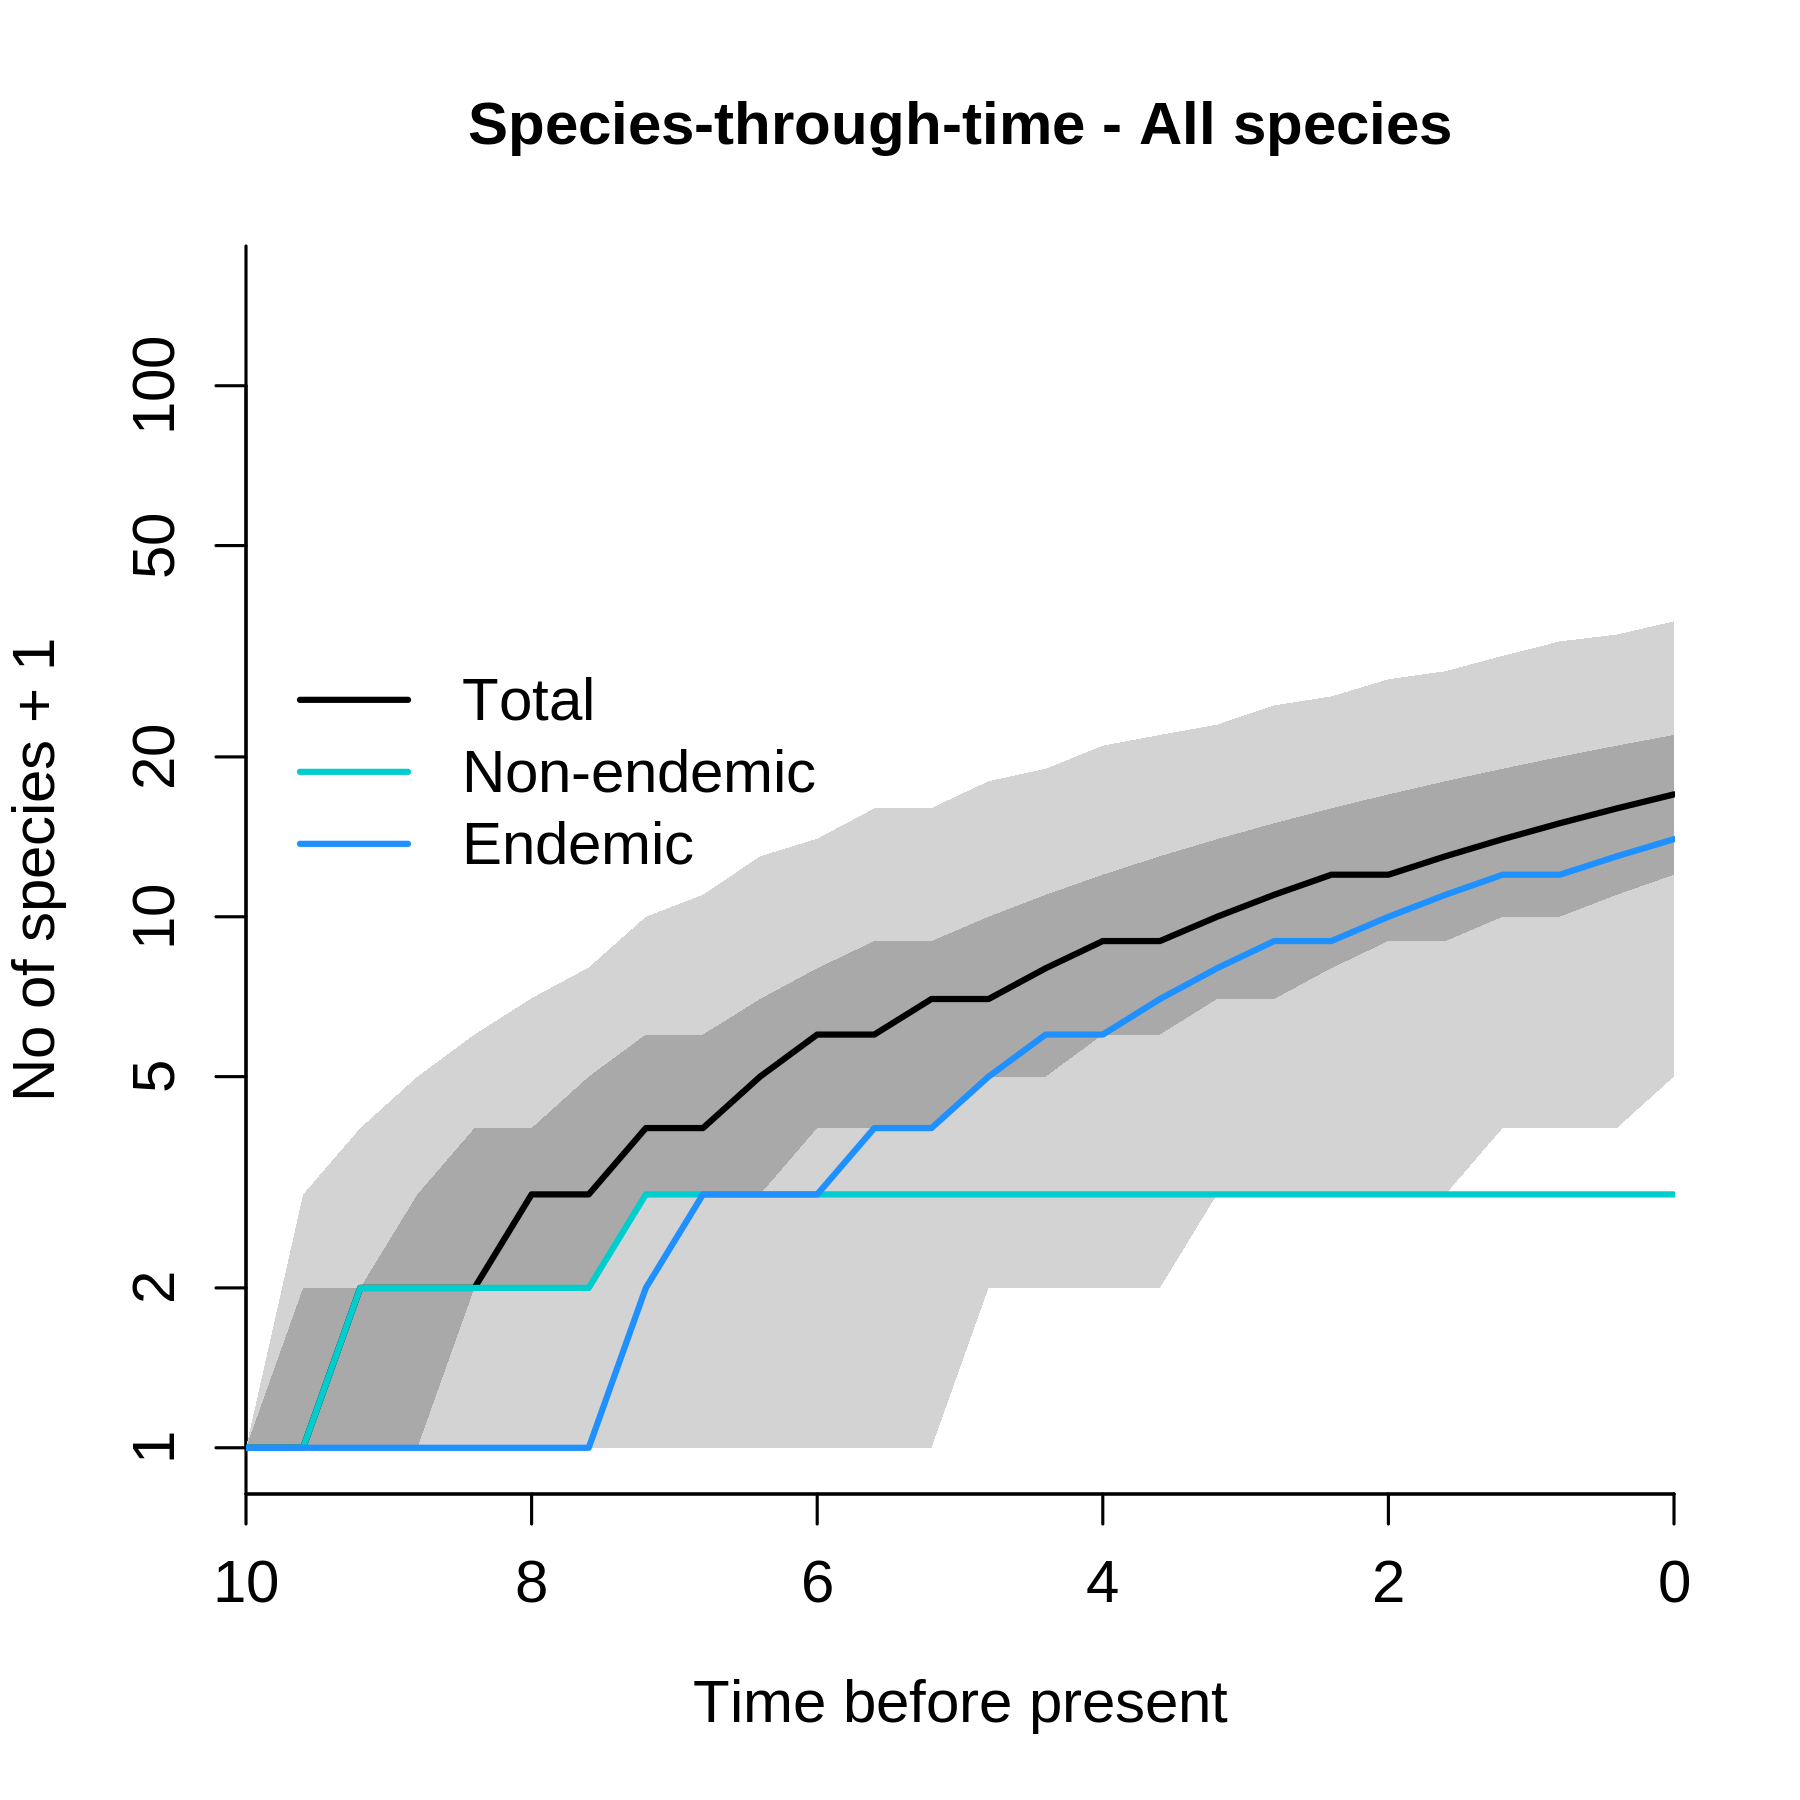 Species-through-time - All species
No of species + 1
100
50
20
10
5
2
1
Total
Non-endemic
Endemic
10 8 6 4 2 0
Time before present